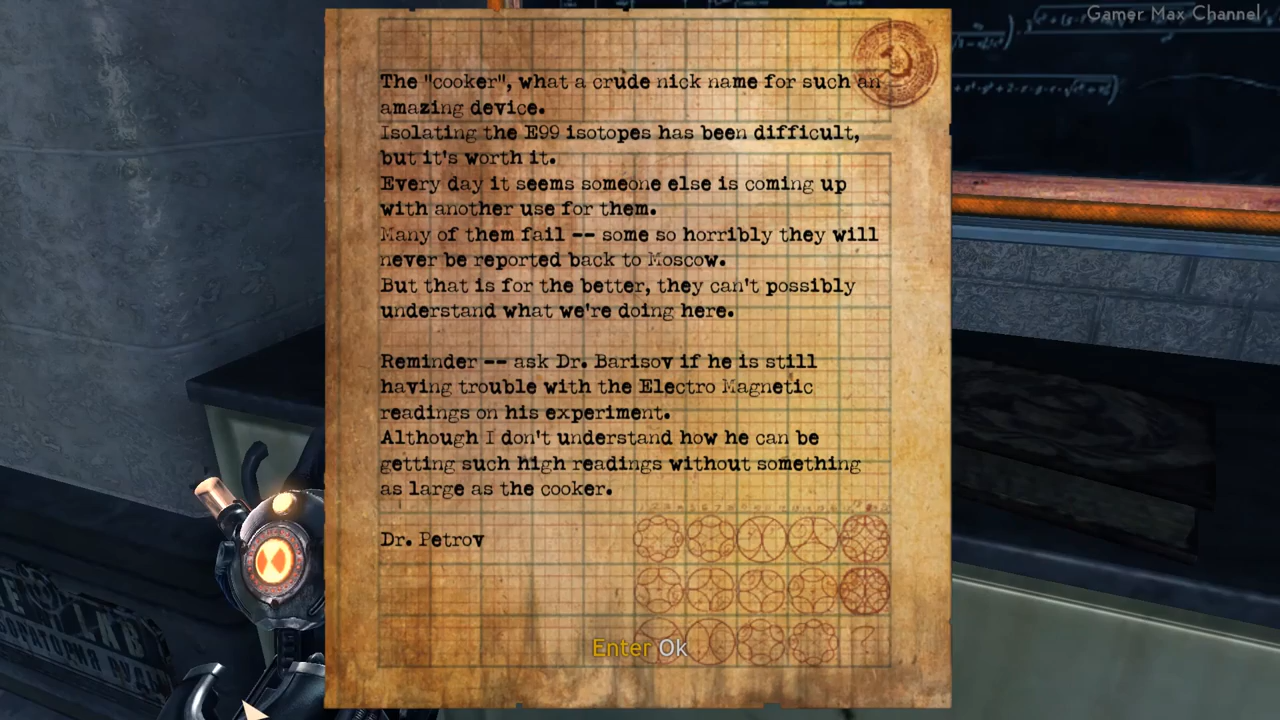 Gamer Max Channel
The "cooker", what a crude nick name for such an
amazing device.
Isolating the E99 isotopes has been difficult,
but it's worth it.
Every day it seems someone else is coming up
with another use for them.
Many of them fail -- some so horribly they will
never be reported back to Moscow.
But that is for the better, they can't possibly
understand what we're doing here.
Reminder -- ask Dr. Barisov if he is still
having trouble with the Electro Magnetic
readings on his experiment.
Although I don't understand how he can be
getting such high readings without something
as large as the cooker.
Dr. Petrov
Enter Ok
LAB